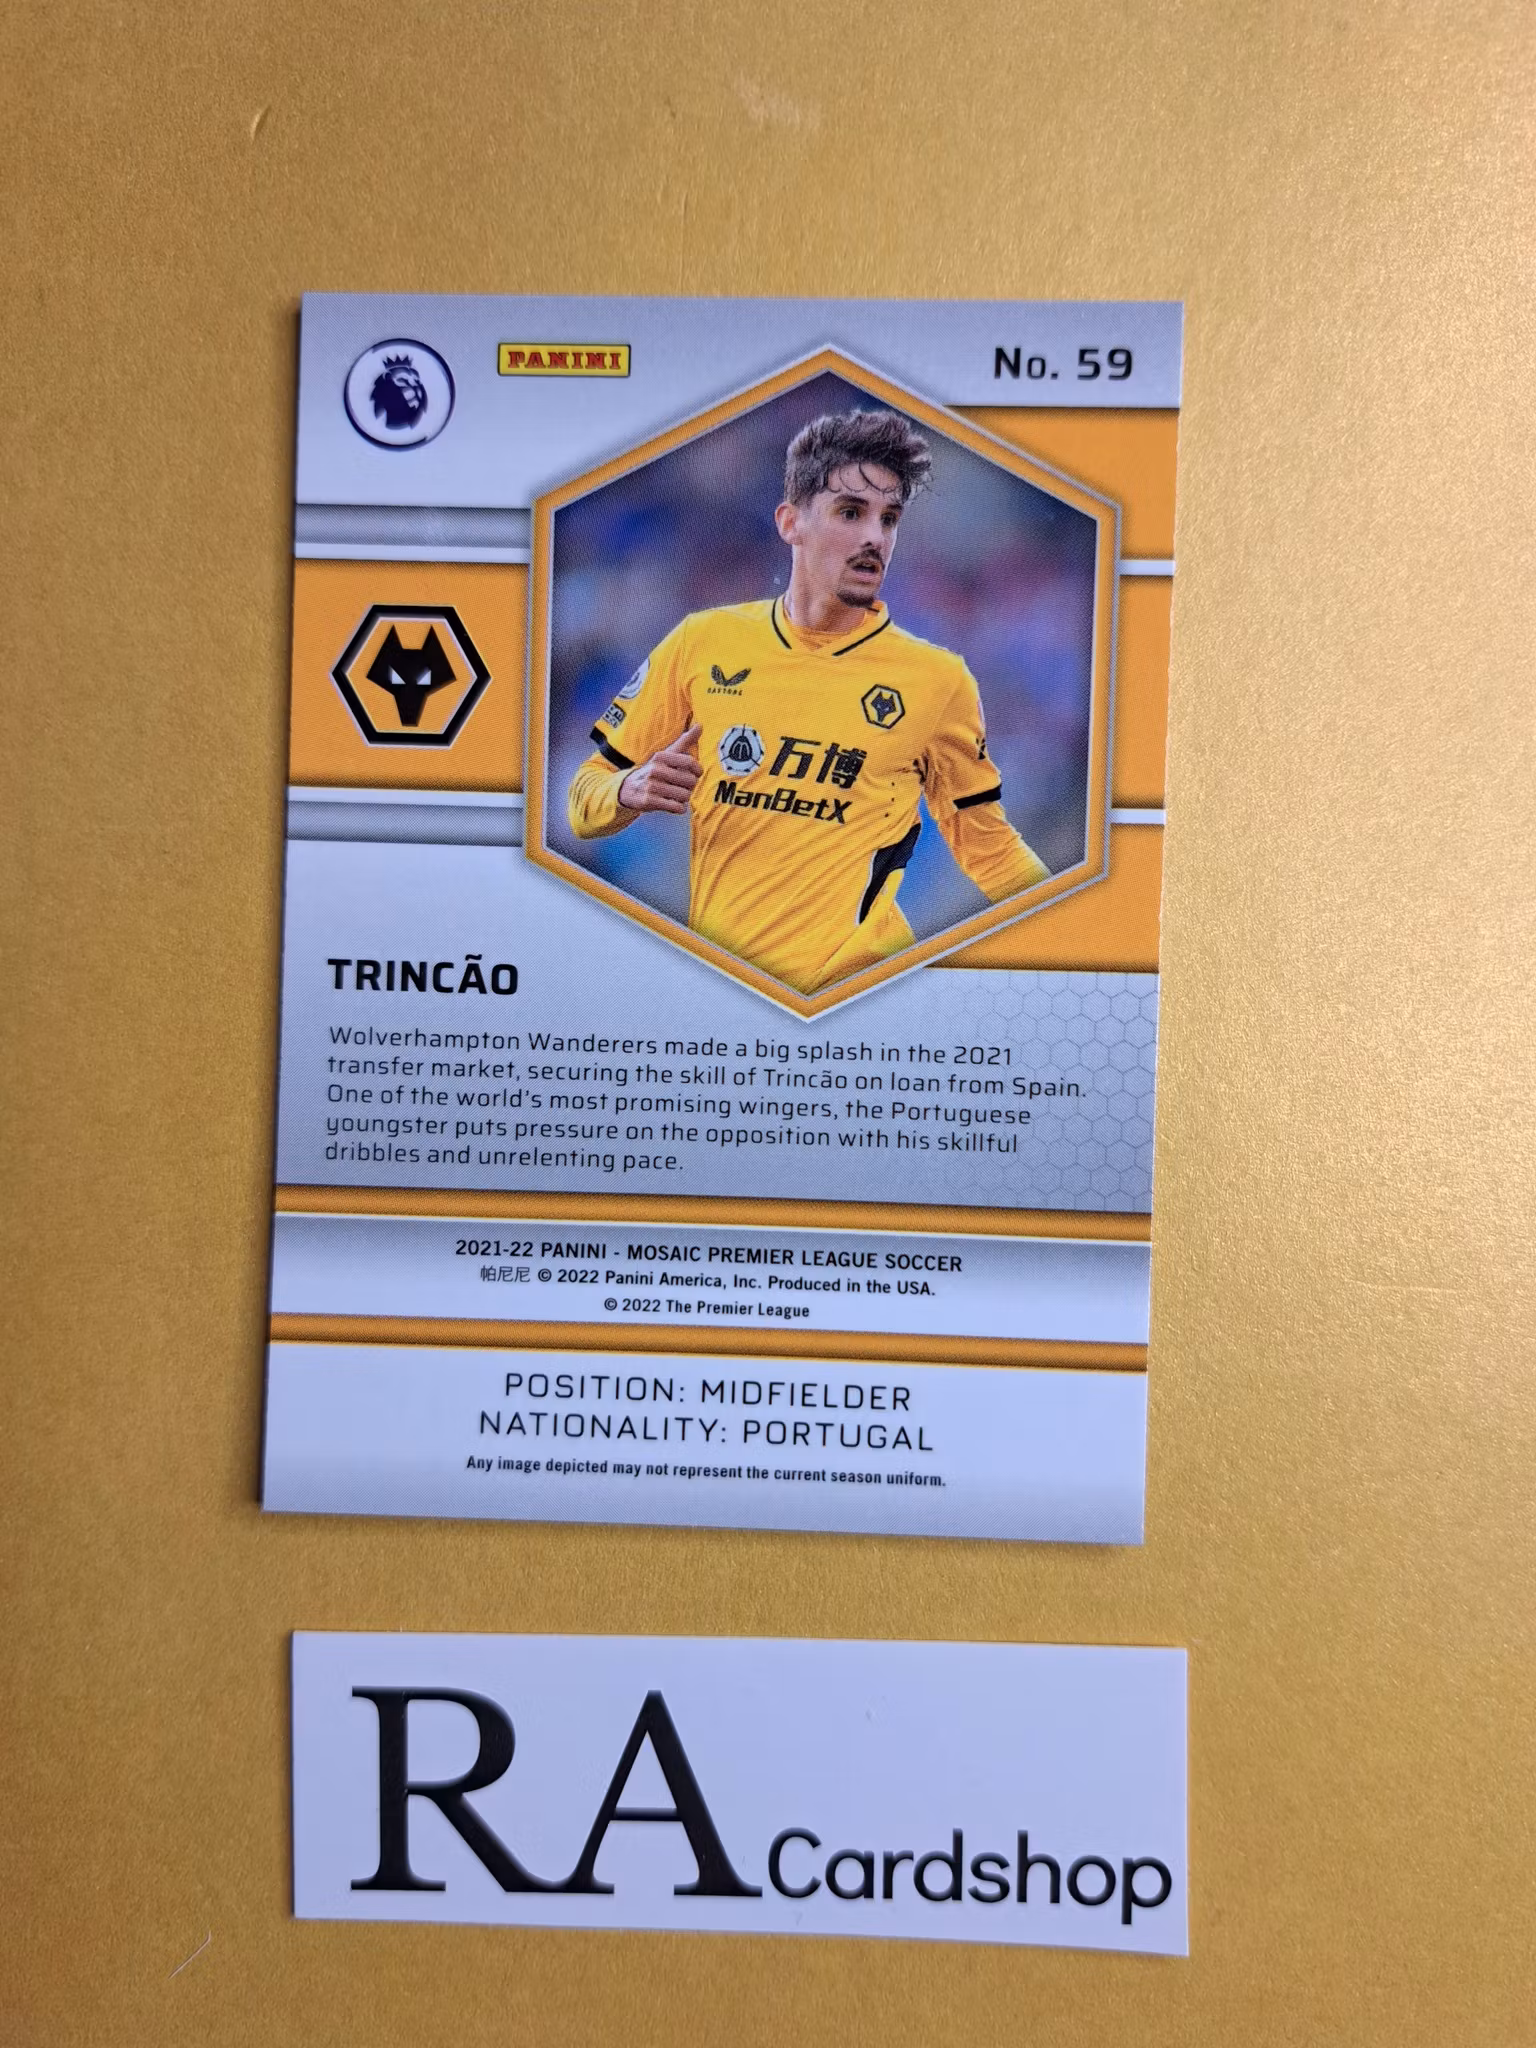 PANINI
No. 59
CASTORE
万博
ManBetX
TRINCÃO
Wolverhampton Wanderers made a big splash in the 2021
transfer market, securing the skill of Trincão on loan from Spain.
One of the world's most promising wingers, the Portuguese
youngster puts pressure on the opposition with his skillful
dribbles and unrelenting pace.
2021-22 PANINI - MOSAIC PREMIER LEAGUE SOCCER
帕尼尼 © 2022 Panini America, Inc. Produced in the USA.
© 2022 The Premier League
POSITION: MIDFIELDER
NATIONALITY: PORTUGAL
Any image depicted may not represent the current season uniform.
RA Cardshop